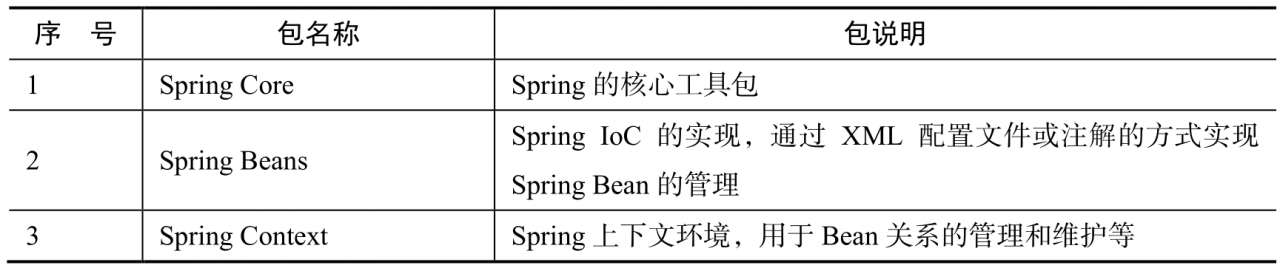 序 号 包名称 包说明
1 Spring Core Spring 的核心工具包
2 Spring Beans Spring IoC 的实现，通过 XML 配置文件或注解的方式实现
Spring Bean 的管理
3 Spring Context Spring 上下文环境，用于 Bean 关系的管理和维护等